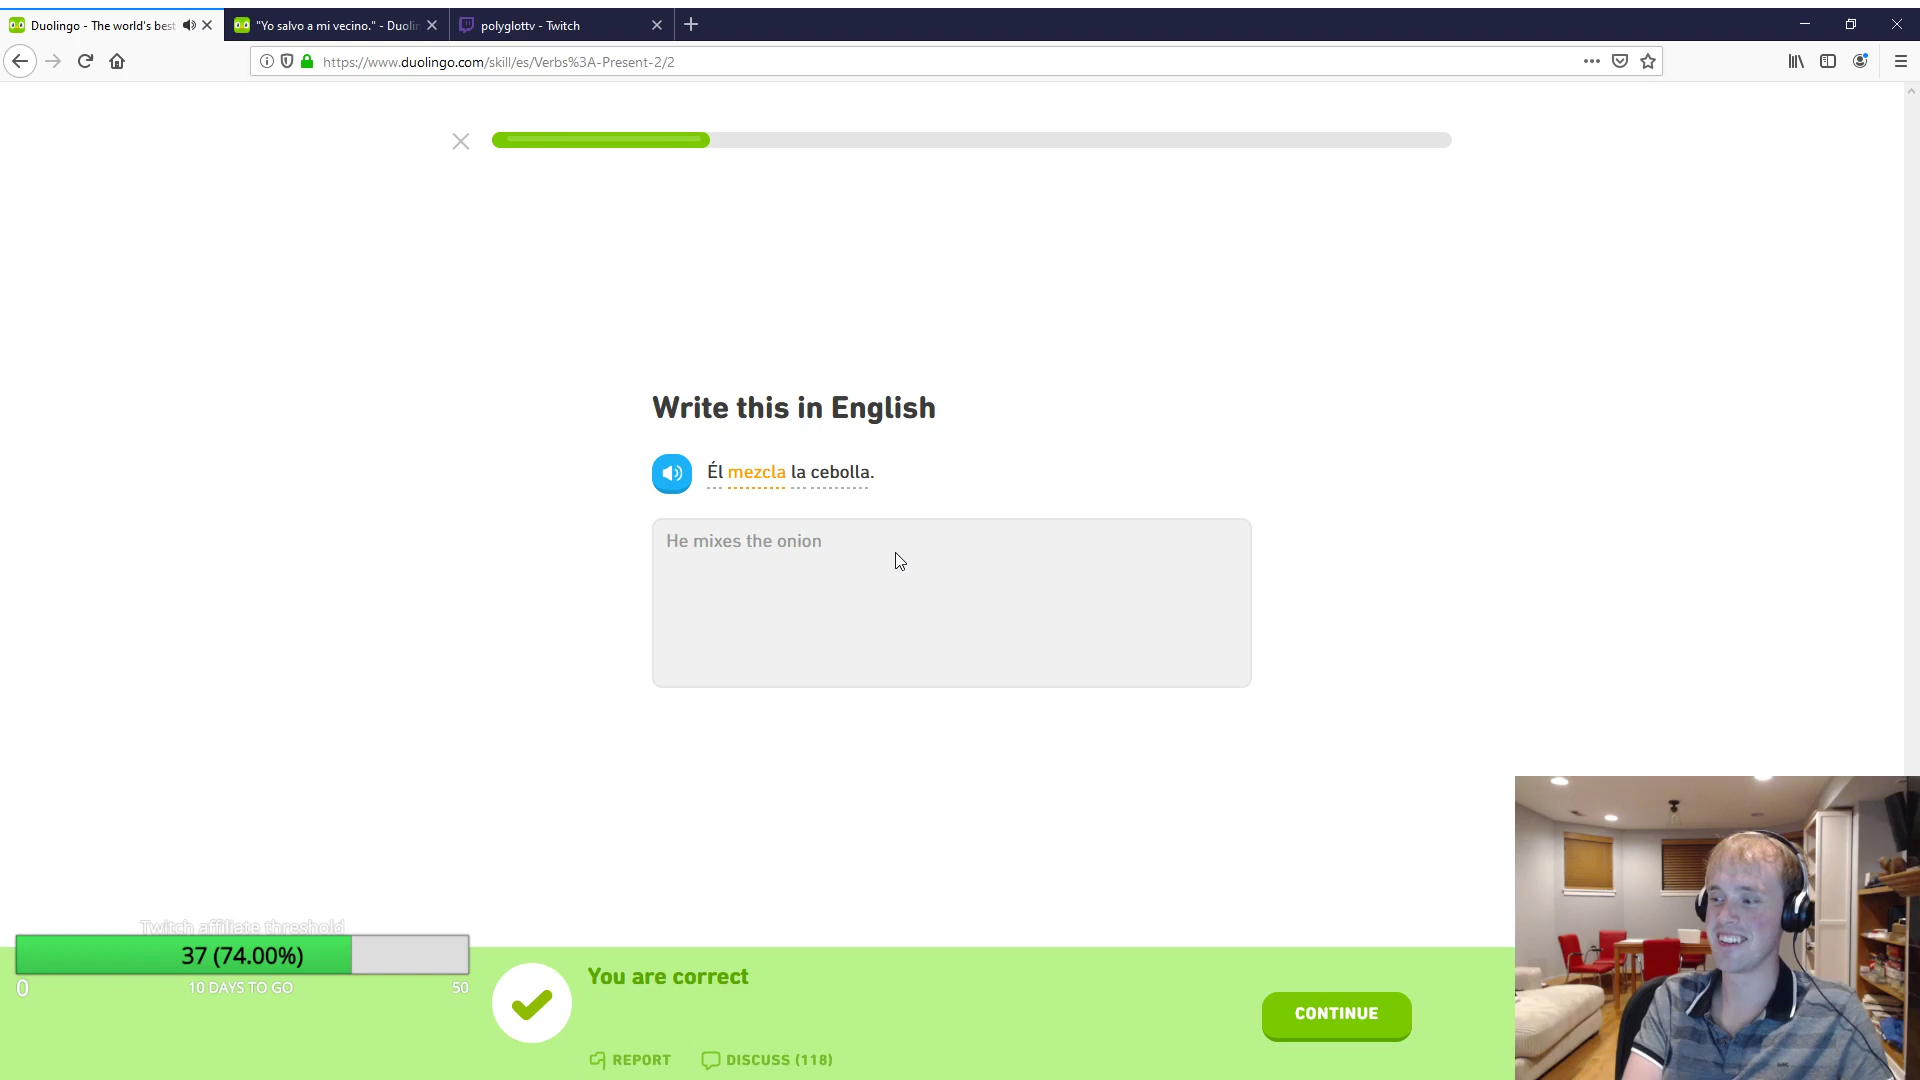 Duolingo - The world's best
"Yo salvo a mi vecino." - Duolin
polyglottv - Twitch
https://www.duolingo.com/skill/es/Verbs%3A-Present-2/2
Write this in English
Él mezcla la cebolla.
He mixes the onion
Twitch affiliate threshold
37 (74.00%)
0
10 DAYS TO GO
50
You are correct
CONTINUE
REPORT
DISCUSS (118)